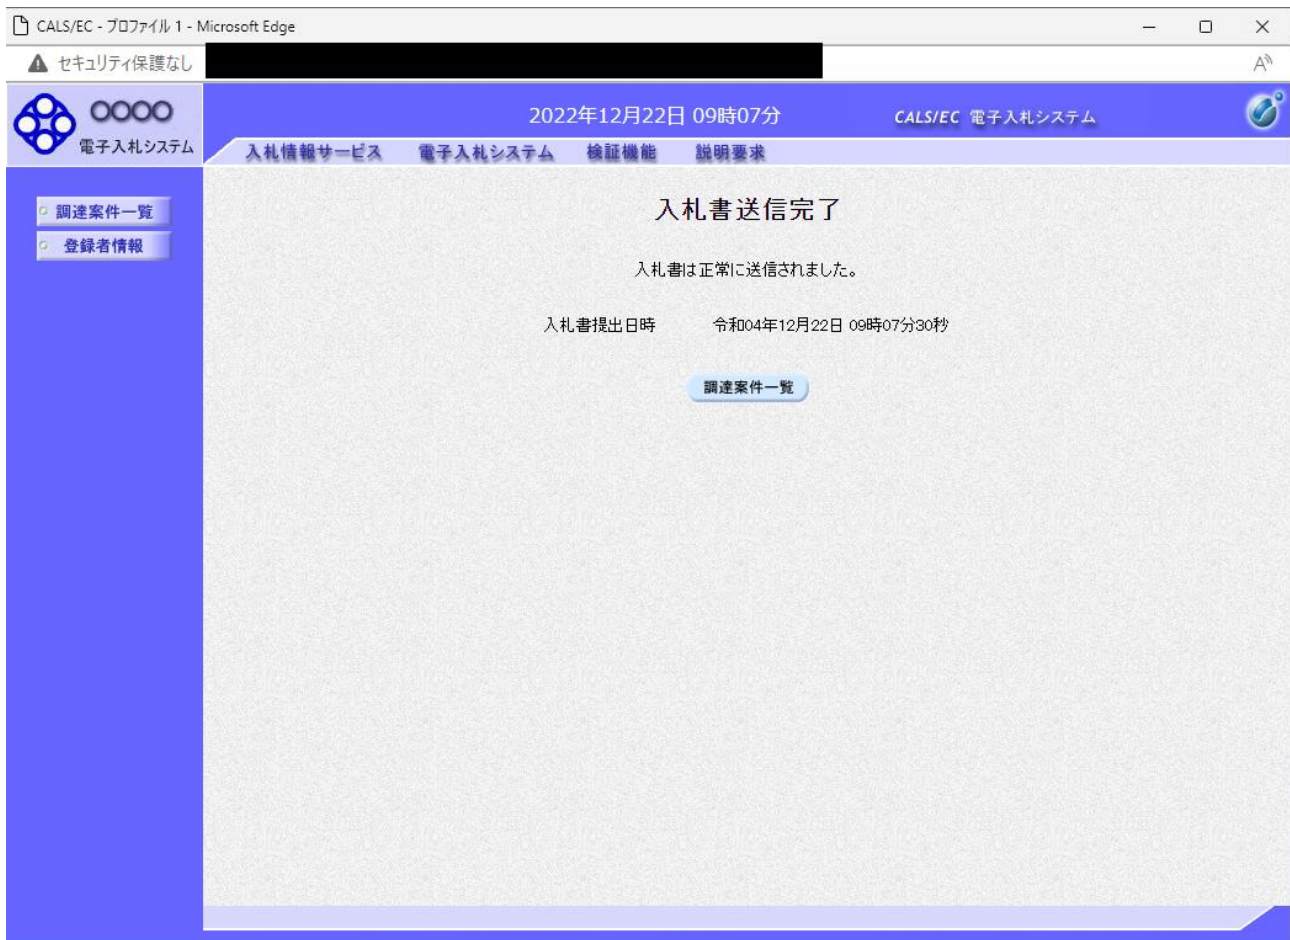 CALS/EC - プロファイル 1 - Microsoft Edge
セキュリティ保護なし
OOOO
電子入札システム
2022年12月22日 09時07分
CALS/EC 電子入札システム
入札情報サービス 電子入札システム 検証機能 説明要求
調達案件一覧
登録者情報
入札書送信完了
入札書は正常に送信されました。
入札書提出日時 令和04年12月22日 09時07分30秒
調達案件一覧